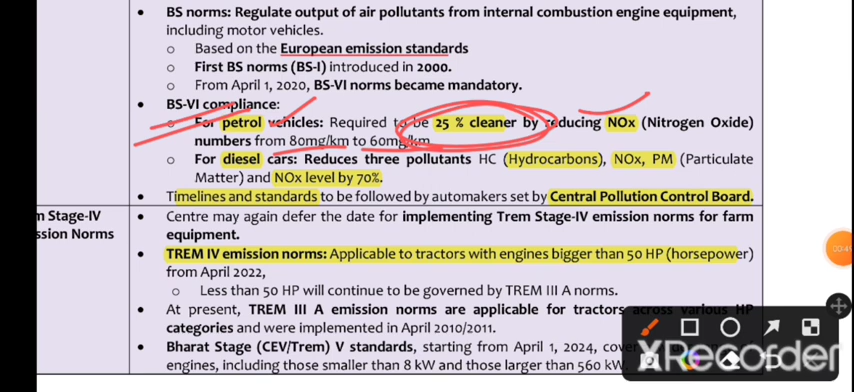 • BS norms: Regulate output of air pollutants from internal combustion engine equipment,
including motor vehicles.
o Based on the European emission standards
o First BS norms (BS-I) introduced in 2000.
o From April 1, 2020, BS-VI norms became mandatory.
• BS-VI compliance:
o For petrol vehicles: Required to be 25 % cleaner by reducing NOx (Nitrogen Oxide)
numbers from 80mg/km to 60mg/km.
o For diesel cars: Reduces three pollutants HC (Hydrocarbons), NOx, PM (Particulate
Matter) and NOx level by 70%.
• Timelines and standards to be followed by automakers set by Central Pollution Control Board.
m Stage-IV
ssion Norms
• Centre may again defer the date for implementing Trem Stage-IV emission norms for farm
equipment.
• TREM IV emission norms: Applicable to tractors with engines bigger than 50 HP (horsepower)
from April 2022,
o Less than 50 HP will continue to be governed by TREM III A norms.
• At present, TREM III A emission norms are applicable for tractors across various HP
categories and were implemented in April 2010/2011.
• Bharat Stage (CEV/Trem) V standards, starting from April 1, 2024,
engines, including those smaller than 8 kW and those larger than 560 kW.
XRecorder